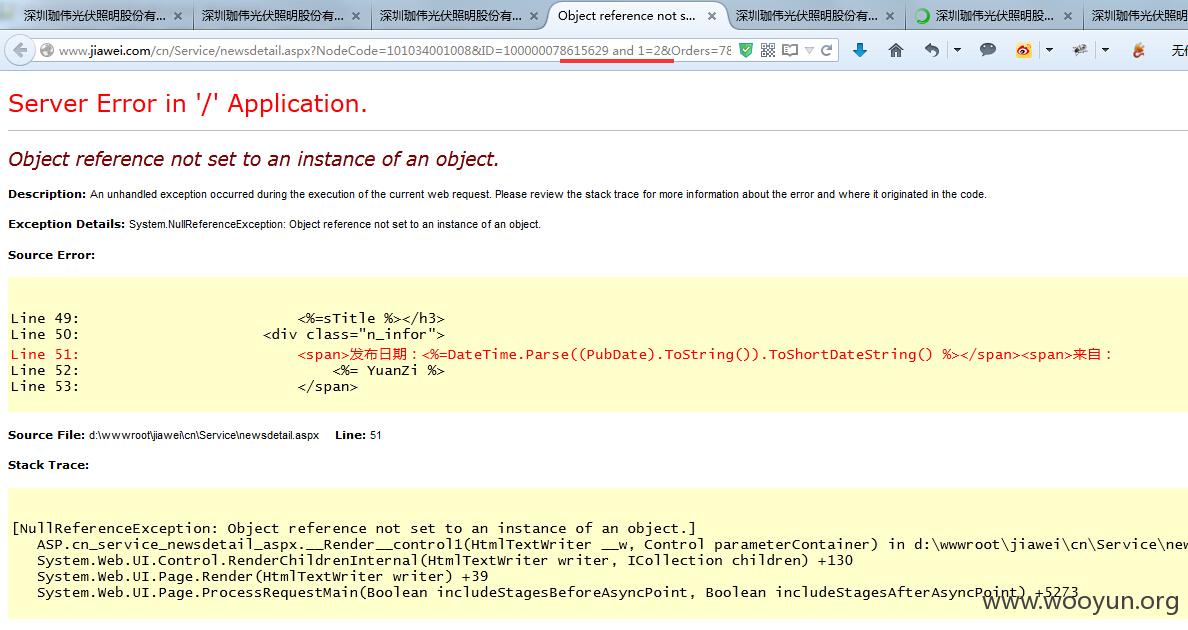 深圳珈伟光伏照明股份有... × 深圳珈伟光伏照明股份有... × 深圳珈伟光伏照明股份有... × Object reference not s... × 深圳珈伟光伏照明股份有... × 深圳珈伟光伏照明股... × 深圳珈伟光伏照明
www.jiawei.com/cn/Service/newsdetail.aspx?NodeCode=101034001008&ID=100000078615629 and 1=2&Orders=78
Server Error in '/' Application.
Object reference not set to an instance of an object.
Description: An unhandled exception occurred during the execution of the current web request. Please review the stack trace for more information about the error and where it originated in the code.
Exception Details: System.NullReferenceException: Object reference not set to an instance of an object.
Source Error:
Line 49: <%=sTitle %></h3>
Line 50: <div class="n_infor">
Line 51: <span>发布日期：<%=DateTime.Parse((PubDate).ToString()).ToShortDateString() %></span><span>来自：
Line 52: <%= YuanZi %>
Line 53: </span>
Source File: d:\wwwroot\jiawei\cn\Service\newsdetail.aspx Line: 51
Stack Trace:
[NullReferenceException: Object reference not set to an instance of an object.]
ASP.cn_service_newsdetail_aspx.__Render__control1(HtmlTextWriter __w, Control parameterContainer) in d:\wwwroot\jiawei\cn\Service\new
System.Web.UI.Control.RenderChildrenInternal(HtmlTextWriter writer, ICollection children) +130
System.Web.UI.Page.Render(HtmlTextWriter writer) +39
System.Web.UI.Page.ProcessRequestMain(Boolean includeStagesBeforeAsyncPoint, Boolean includeStagesAfterAsyncPoint) +5273
www.wooyun.org